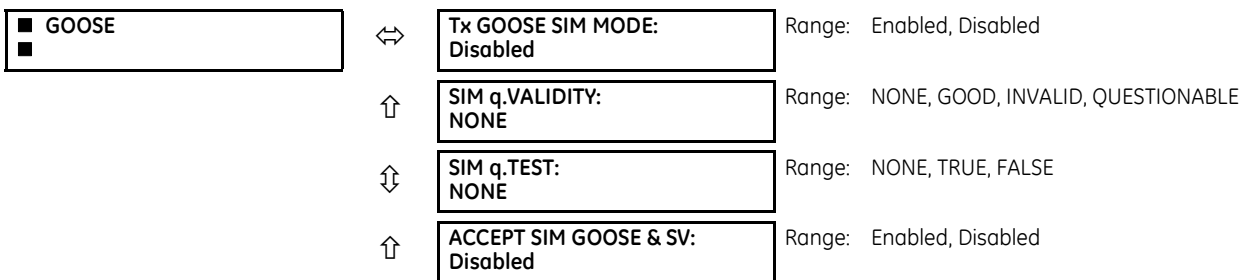 ■ GOOSE
■
⬄ Tx GOOSE SIM MODE:
Disabled
Range: Enabled, Disabled
⇧ SIM q.VALIDITY:
NONE
Range: NONE, GOOD, INVALID, QUESTIONABLE
⇳ SIM q.TEST:
NONE
Range: NONE, TRUE, FALSE
⇧ ACCEPT SIM GOOSE & SV:
Disabled
Range: Enabled, Disabled